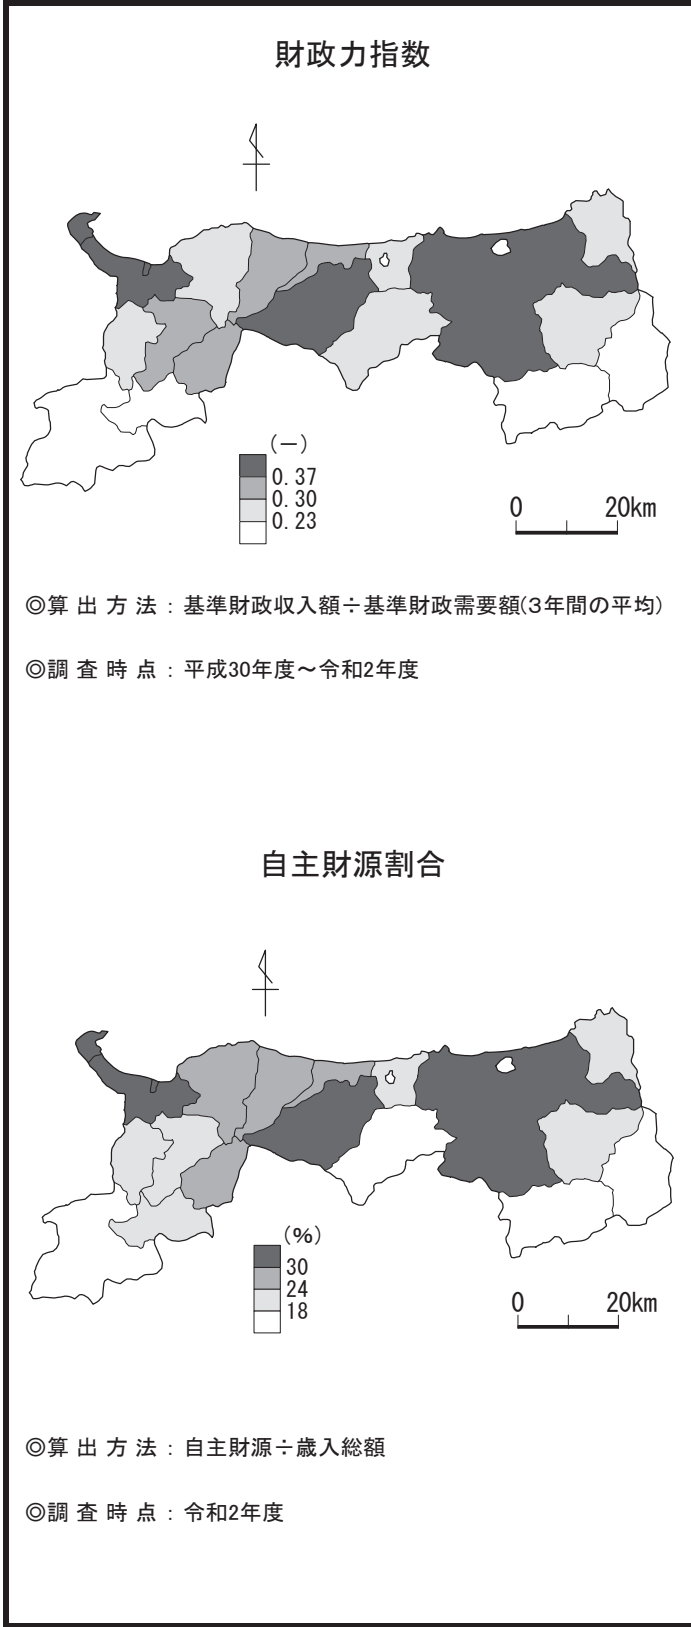 財政力指数
(－)
0.37
0.30
0.23
0 20km
◎算出方法：基準財政収入額÷基準財政需要額(3年間の平均)
◎調査時点：平成30年度～令和2年度
自主財源割合
(%)
30
24
18
0 20km
◎算出方法：自主財源÷歳入総額
◎調査時点：令和2年度